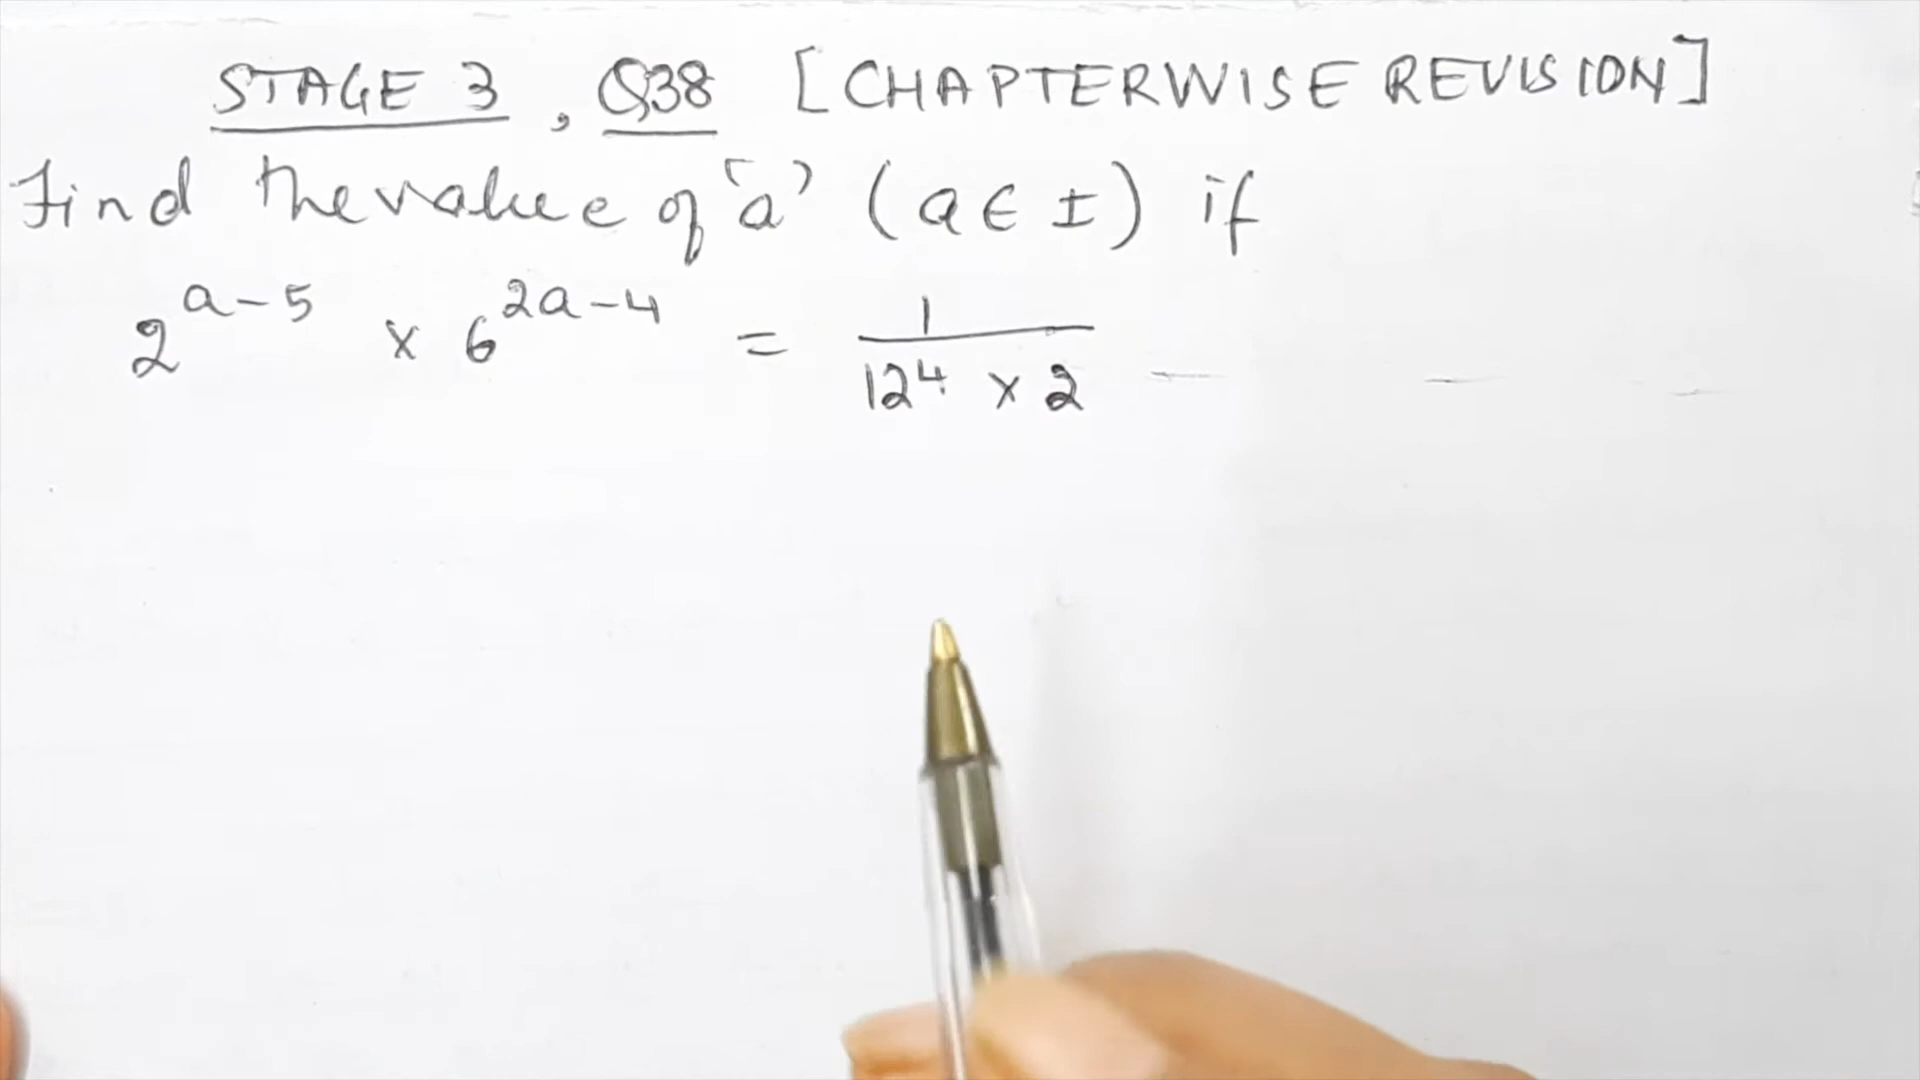 STAGE 3, Q38 [CHAPTERWISE REVISION]
Find the value of 'a' (a ∈ I) if
2^{a-5} × 6^{2a-4} = \frac{1}{12^4 × 2}